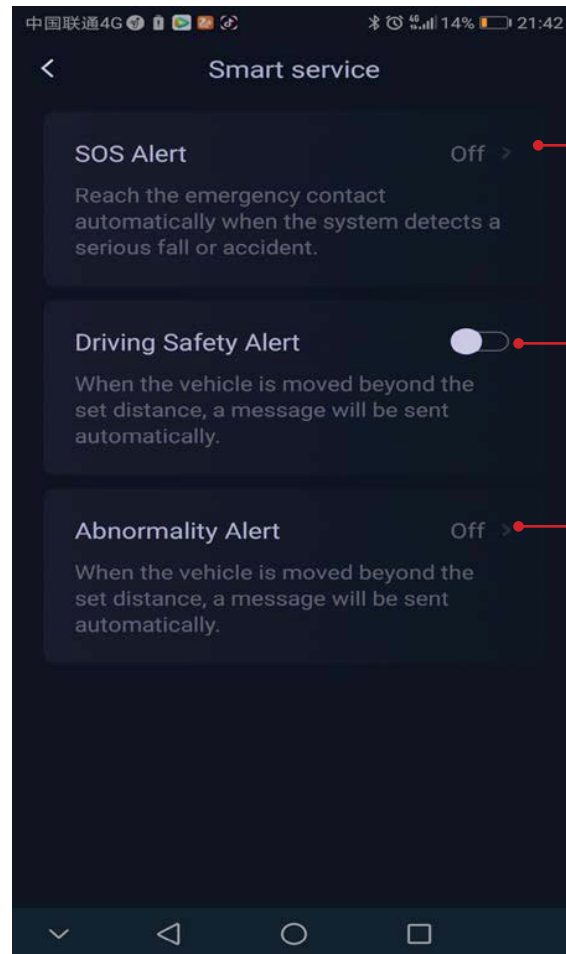 中国联通4G 14% 21:42
Smart service
SOS Alert Off
Reach the emergency contact
automatically when the system detects a
serious fall or accident.
Driving Safety Alert
When the vehicle is moved beyond the
set distance, a message will be sent
automatically.
Abnormality Alert Off
When the vehicle is moved beyond the
set distance, a message will be sent
automatically.